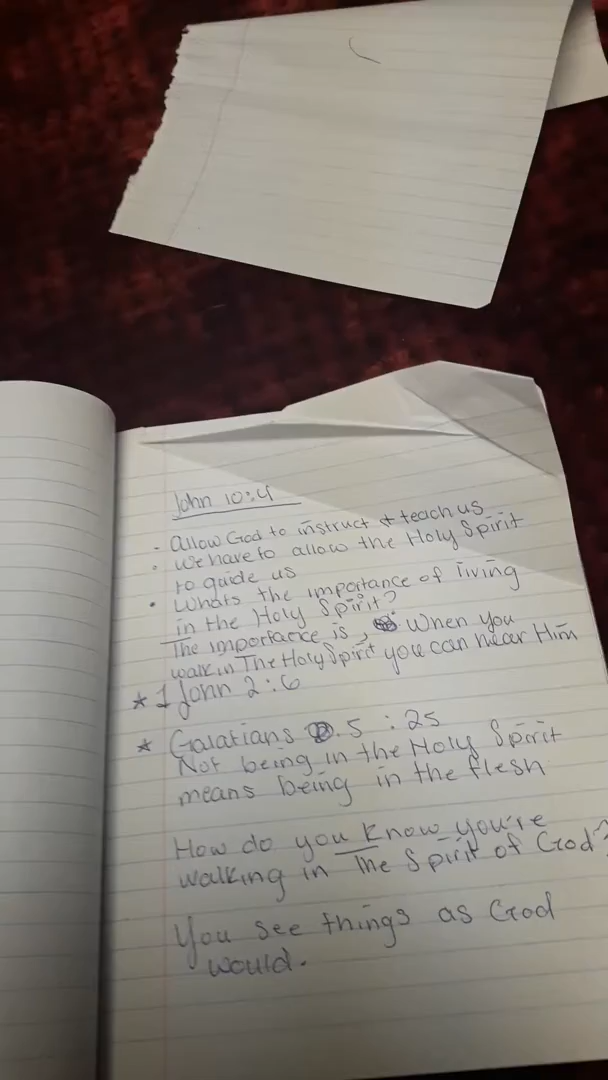 John 10:4
- Allow God to instruct & teach us
• we have to allow the Holy Spirit
to guide us
• Whats the importance of living
in the Holy Spirit?
The importance is, When you
walk in The Holy Spirit you can hear Him
* 1 John 2:6
* Galatians 5 : 25
Not being in the Holy Spirit
means being in the flesh
How do you know you're
walking in the Spirit of God?
You see things as God
would.